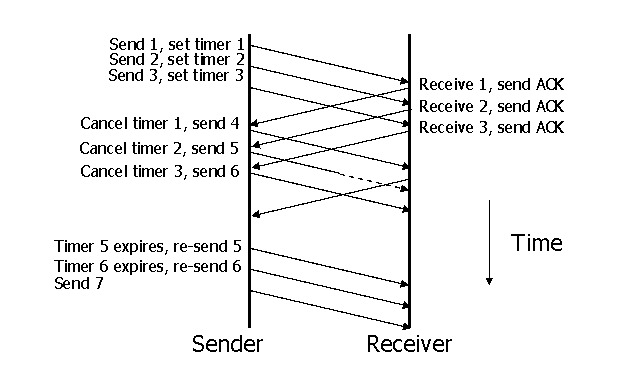 Send 1, set timer 1
Send 2, set timer 2
Send 3, set timer 3
Receive 1, send ACK
Receive 2, send ACK
Receive 3, send ACK
Cancel timer 1, send 4
Cancel timer 2, send 5
Cancel timer 3, send 6
Time
Timer 5 expires, re-send 5
Timer 6 expires, re-send 6
Send 7
Sender
Receiver